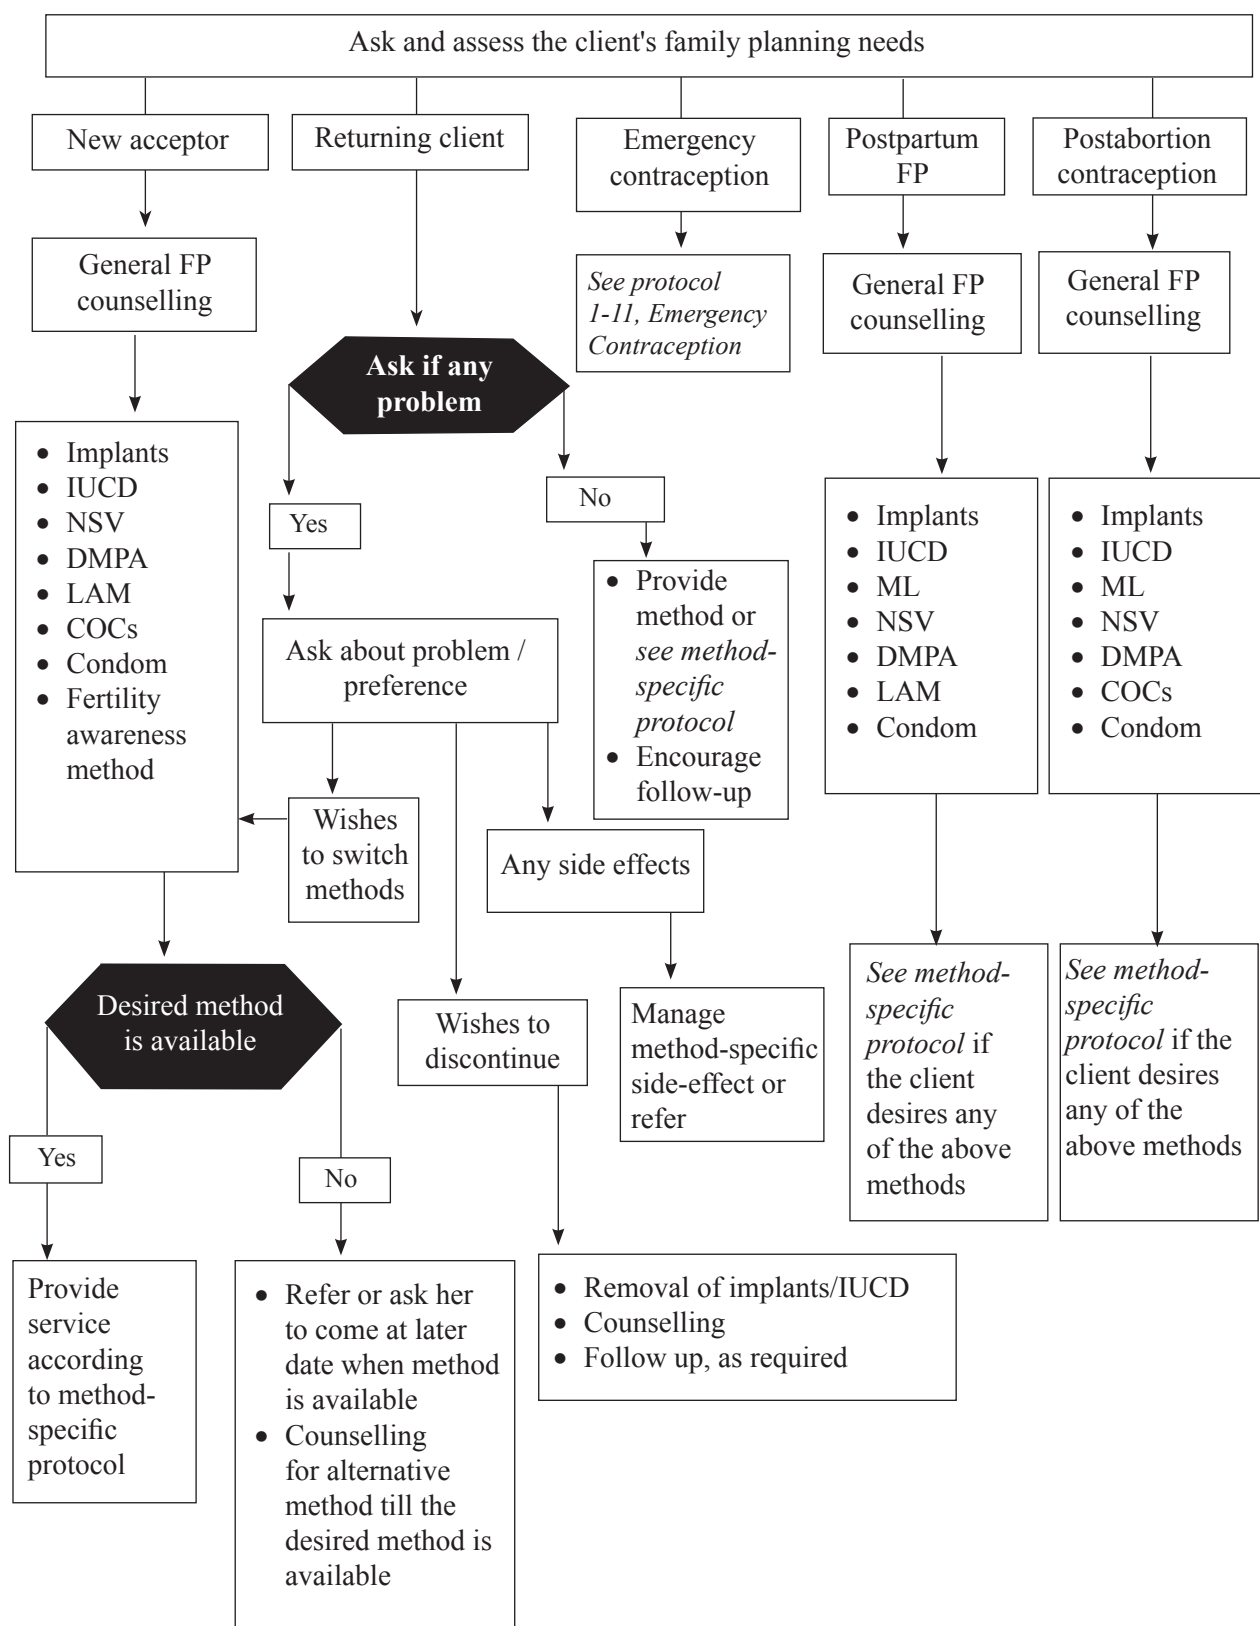 Ask and assess the client's family planning needs
New acceptor
Returning client
Emergency
contraception
Postpartum
FP
Postabortion
contraception
General FP
counselling
See protocol
1-11, Emergency
Contraception
General FP
counselling
General FP
counselling
Ask if any
problem
• Implants
• IUCD
• NSV
• DMPA
• LAM
• COCs
• Condom
• Fertility
awareness
method
Yes
No
Ask about problem /
preference
• Provide
method or
see method-
specific
protocol
• Encourage
follow-up
• Implants
• IUCD
• ML
• NSV
• DMPA
• LAM
• Condom
• Implants
• IUCD
• ML
• NSV
• DMPA
• COCs
• Condom
Wishes
to switch
methods
Any side effects
Desired method
is available
Wishes to
discontinue
Manage
method-specific
side-effect or
refer
See method-
specific
protocol if
the client
desires any
of the above
methods
See method-
specific
protocol if the
client desires
any of the
above methods
Yes
No
Provide
service
according
to method-
specific
protocol
• Refer or ask her
to come at later
date when method
is available
• Counselling
for alternative
method till the
desired method is
available
• Removal of implants/IUCD
• Counselling
• Follow up, as required